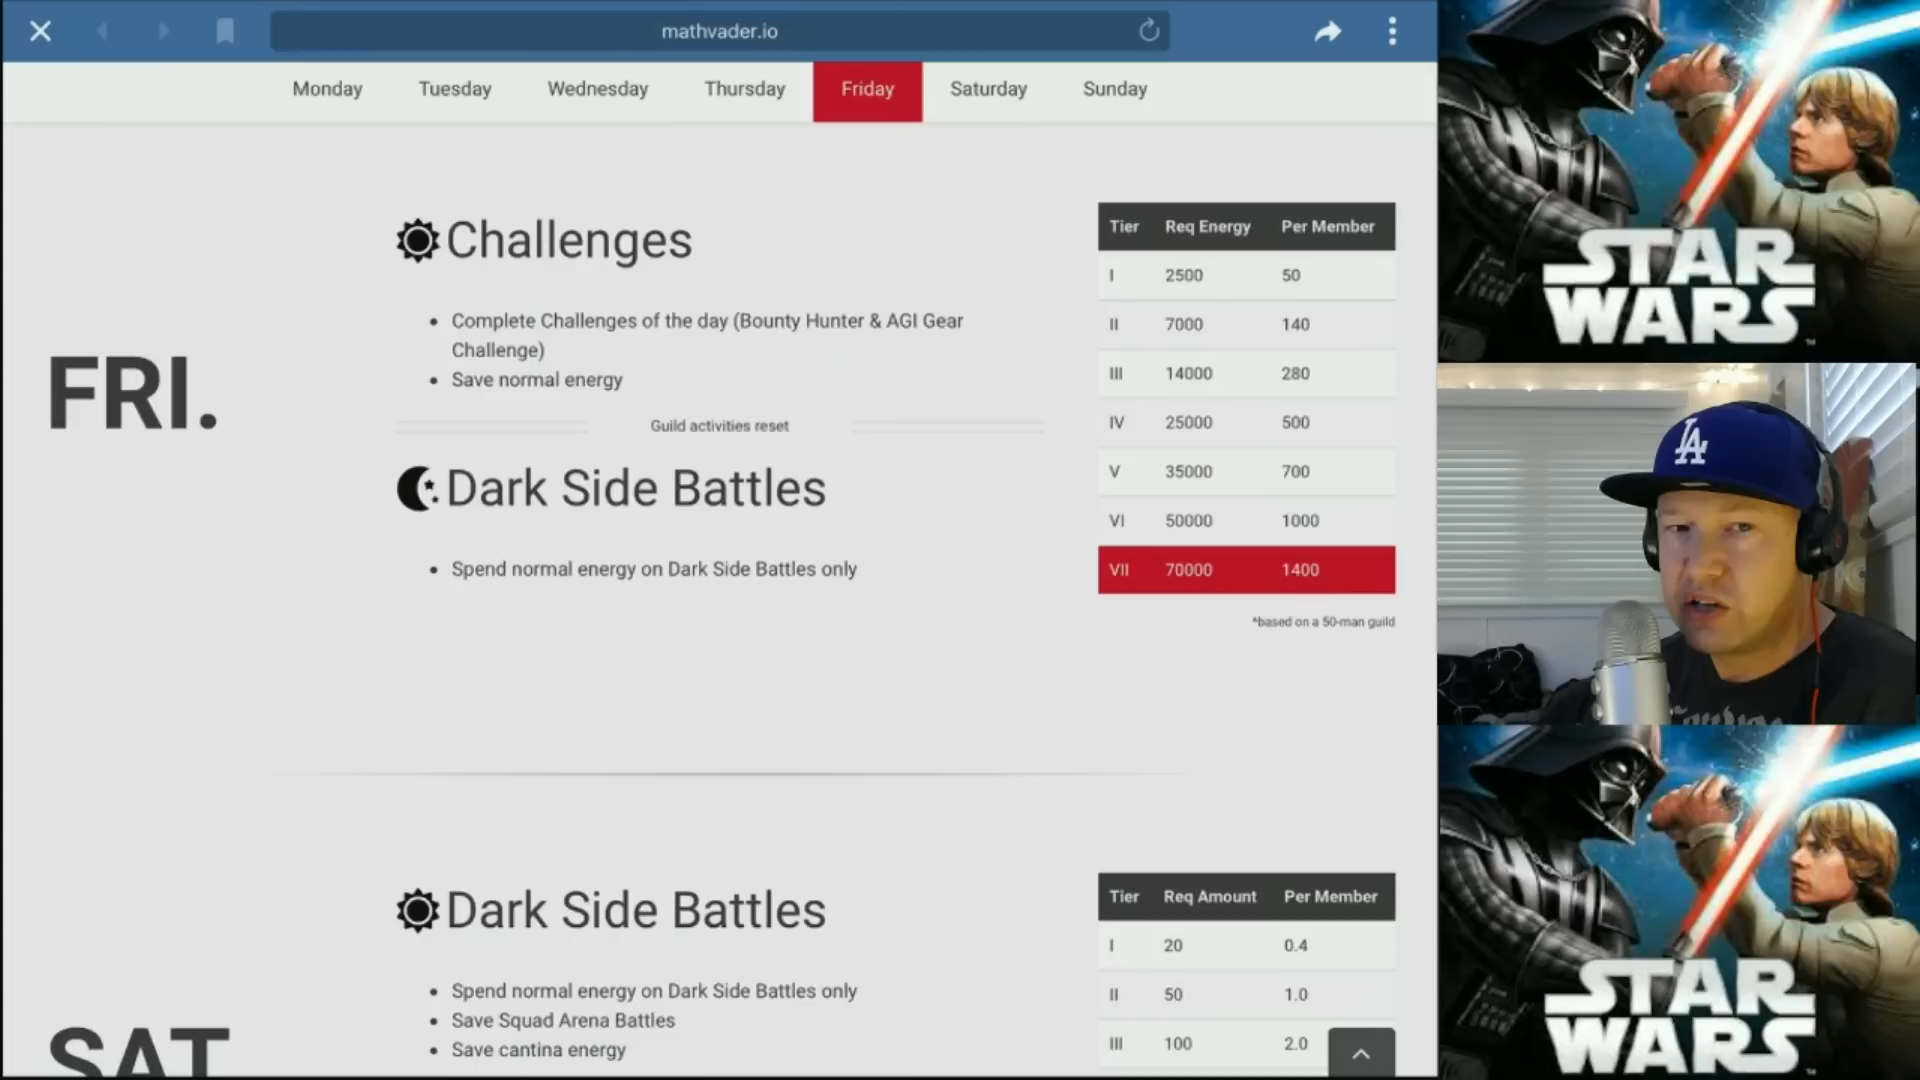 mathvader.io
Monday Tuesday Wednesday Thursday Friday Saturday Sunday
FRI.
Challenges
Complete Challenges of the day (Bounty Hunter & AGI Gear
Challenge)
Save normal energy
Guild activities reset
Dark Side Battles
Spend normal energy on Dark Side Battles only
Tier Req Energy Per Member
I 2500 50
II 7000 140
III 14000 280
IV 25000 500
V 35000 700
VI 50000 1000
VII 70000 1400
*based on a 50-man guild
SAT
Dark Side Battles
Spend normal energy on Dark Side Battles only
Save Squad Arena Battles
Save cantina energy
Tier Req Amount Per Member
I 20 0.4
II 50 1.0
III 100 2.0
STAR
WARS
TM
LA
STAR
WARS
TM